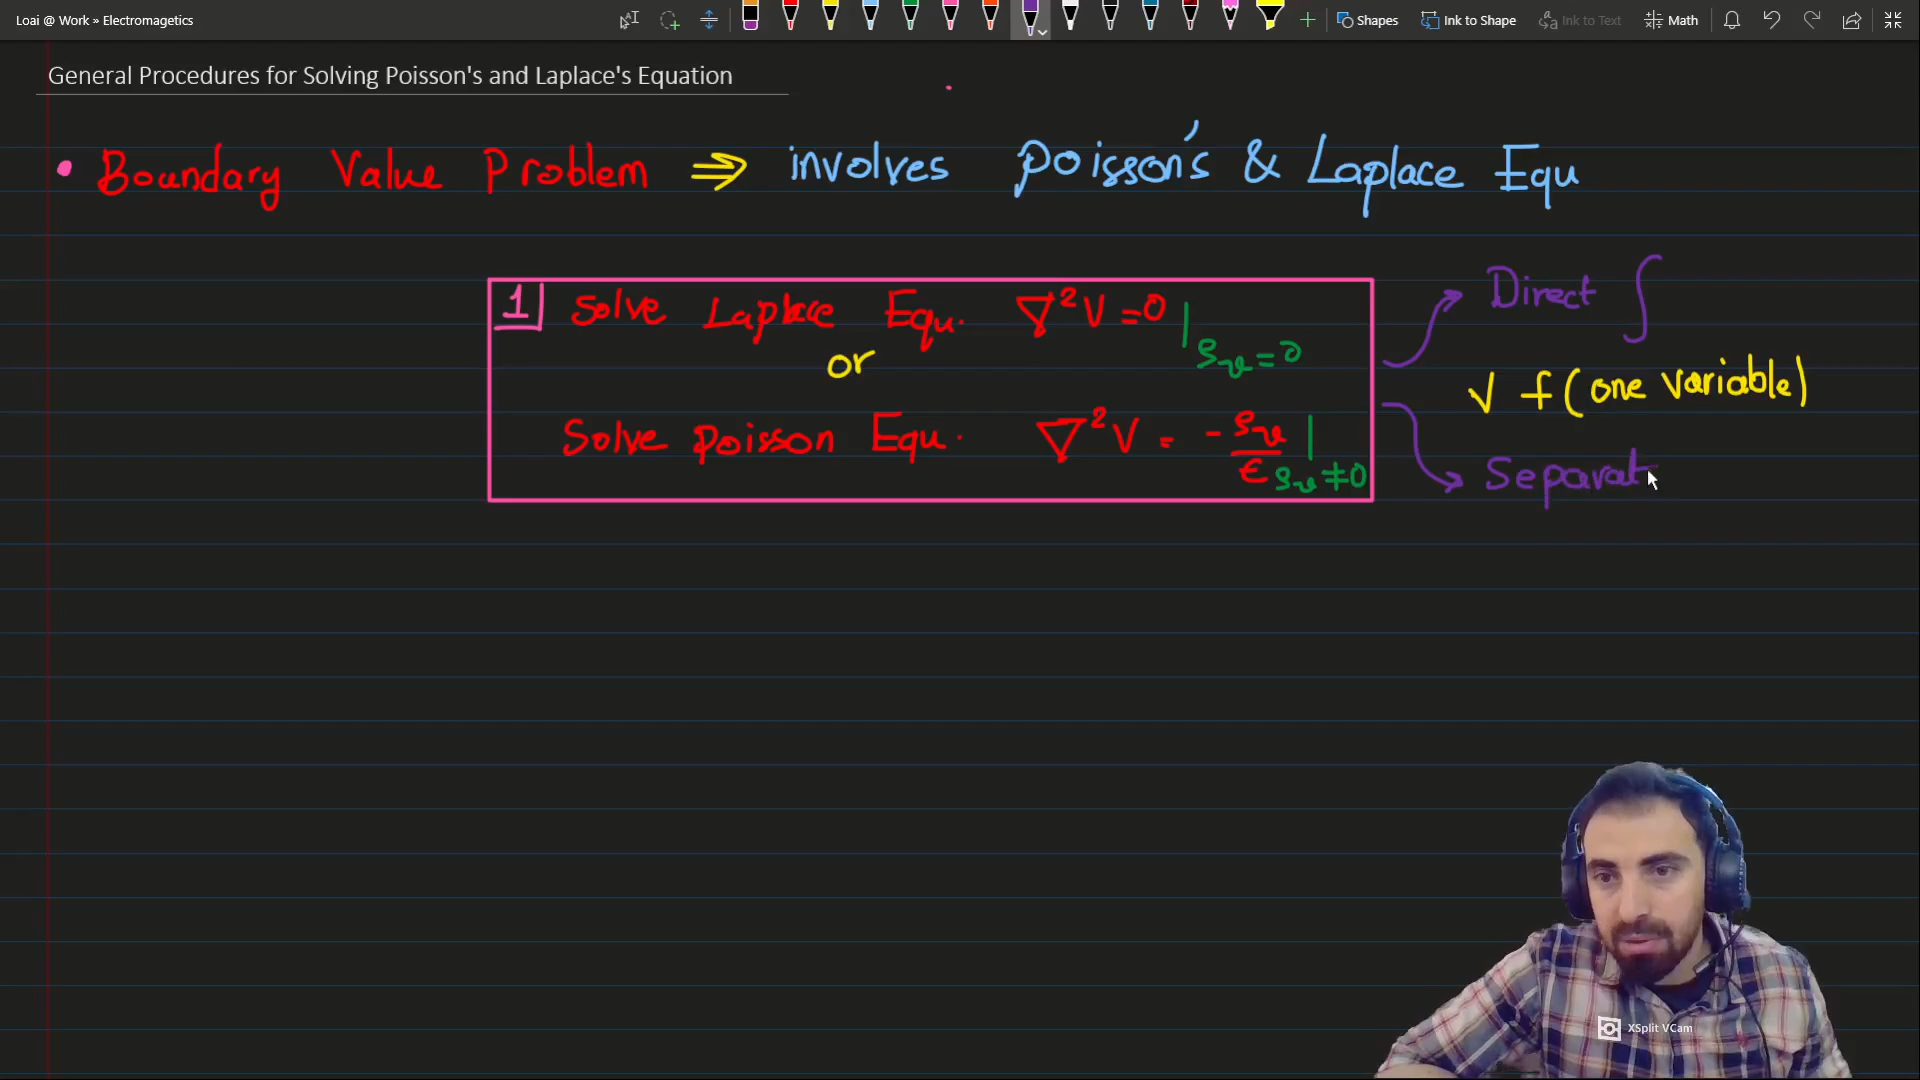 Loai @ Work » Electromagetics
Shapes Ink to Shape Ink to Text Math
General Procedures for Solving Poisson's and Laplace's Equation
• Boundary Value Problem ⇒ involves poisson's & Laplace Equ
1 Solve Laplace Equ. ∇²V = 0 | ρᵥ = 0
or
Solve poisson Equ. ∇²V = - ρᵥ/ϵ | ρᵥ ≠ 0
Direct ∫
V f (one variable)
Separat
XSplit VCam